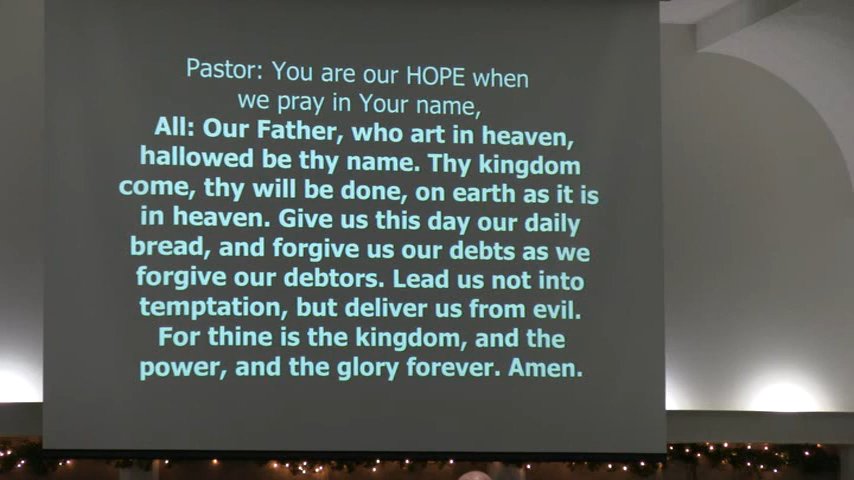 Pastor: You are our HOPE when
we pray in Your name,
All: Our Father, who art in heaven,
hallowed be thy name. Thy kingdom
come, thy will be done, on earth as it is
in heaven. Give us this day our daily
bread, and forgive us our debts as we
forgive our debtors. Lead us not into
temptation, but deliver us from evil.
For thine is the kingdom, and the
power, and the glory forever. Amen.